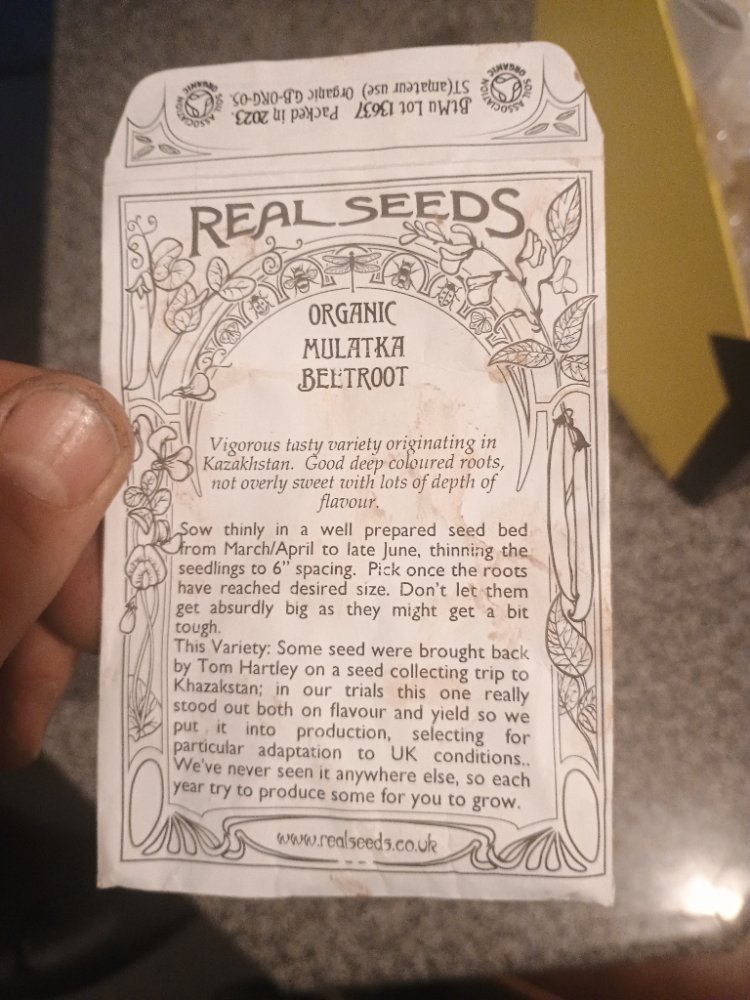 BtMu Lot 13637 Packed in 2023.
ST(amateur use) Organic GB-ORG-05.
SOIL ASSOCIATION ORGANIC
SOIL ASSOCIATION ORGANIC
REAL SEEDS
ORGANIC
MULATKA
BEETROOT
Vigorous tasty variety originating in
Kazakhstan. Good deep coloured roots,
not overly sweet with lots of depth of
flavour.
Sow thinly in a well prepared seed bed
from March/April to late June, thinning the
seedlings to 6" spacing. Pick once the roots
have reached desired size. Don't let them
get absurdly big as they might get a bit
tough.
This Variety: Some seed were brought back
by Tom Hartley on a seed collecting trip to
Khazakstan; in our trials this one really
stood out both on flavour and yield so we
put it into production, selecting for
particular adaptation to UK conditions..
We've never seen it anywhere else, so each
year try to produce some for you to grow.
www.realseeds.co.uk